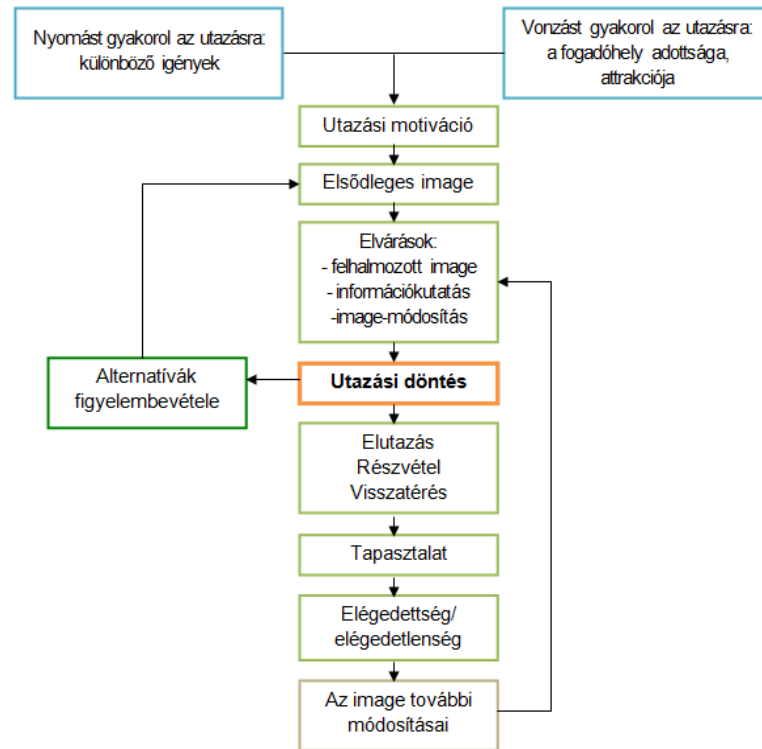 Nyomást gyakorol az utazásra:
különböző igények
Vonzást gyakorol az utazásra:
a fogadóhely adottsága,
attrakciója
Utazási motiváció
Elsődleges image
Elvárások:
- felhalmozott image
- információkutatás
-image-módosítás
Alternatívák
figyelembevétele
Utazási döntés
Elutazás
Részvétel
Visszatérés
Tapasztalat
Elégedettség/
elégedetlenség
Az image további
módosításai